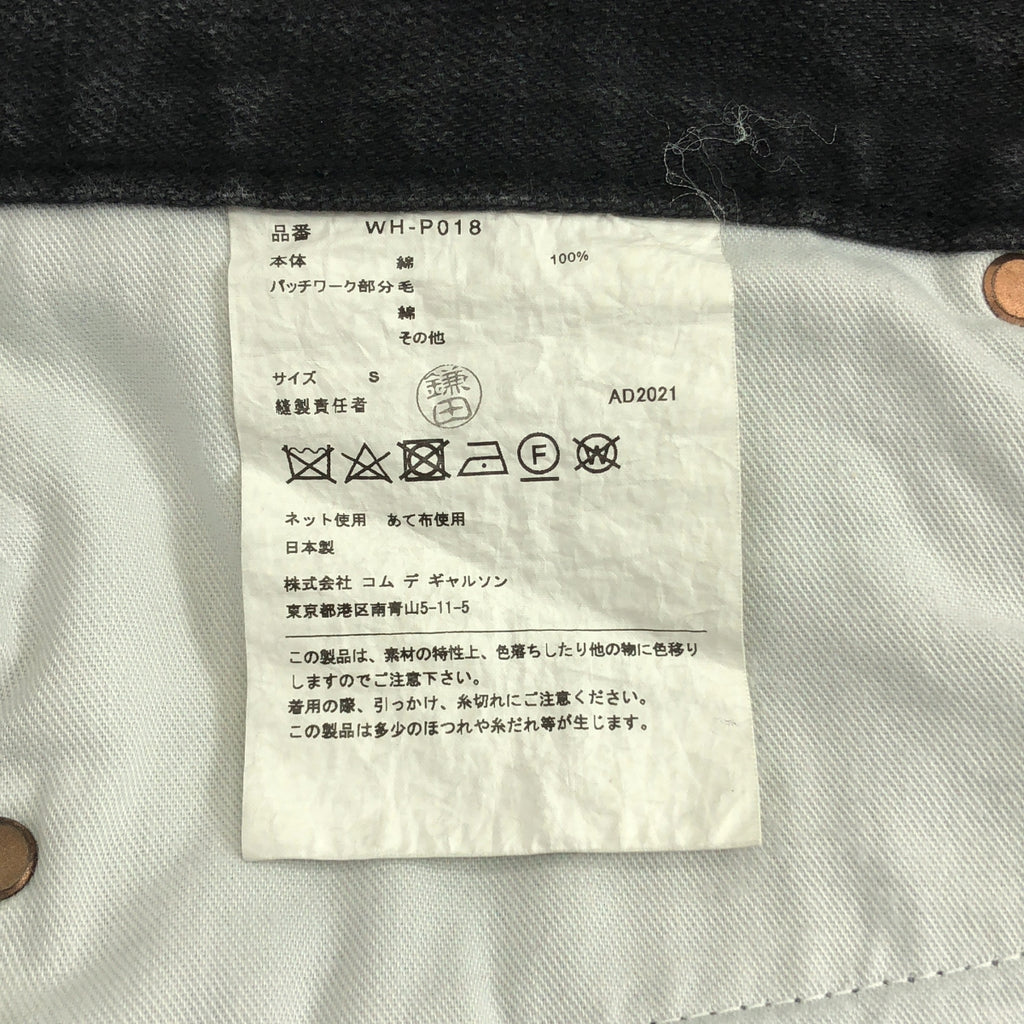 品番 WH-P018
本体 綿 100%
パッチワーク部分 毛
綿
その他
サイズ S
縫製責任者 鎌田 AD2021
F W
ネット使用 あて布使用
日本製
株式会社 コム デ ギャルソン
東京都港区南青山5-11-5
この製品は、素材の特性上、色落ちしたり他の物に色移り
しますのでご注意下さい。
着用の際、引っかけ、糸切れにご注意ください。
この製品は多少のほつれや糸だれ等が生じます。